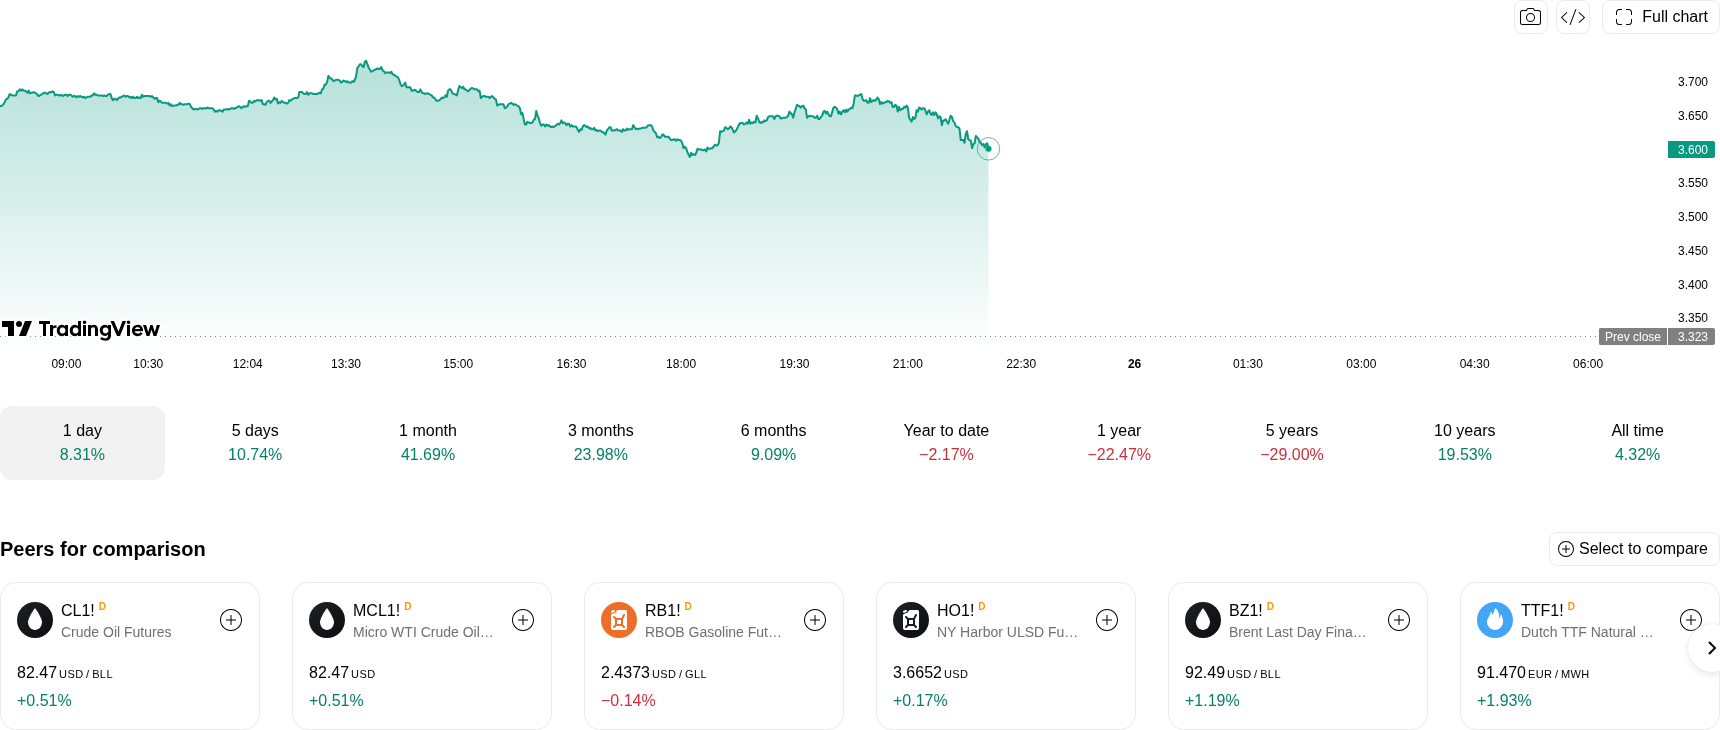 Full chart
3.700
3.650
3.600
3.550
3.500
3.450
3.400
3.350
TradingView
Prev close 3.323
09:00 10:30 12:04 13:30 15:00 16:30 18:00 19:30 21:00 22:30 26 01:30 03:00 04:30 06:00
1 day 5 days 1 month 3 months 6 months Year to date 1 year 5 years 10 years All time
8.31% 10.74% 41.69% 23.98% 9.09% −2.17% −22.47% −29.00% 19.53% 4.32%
Peers for comparison
Select to compare
CL1! D
Crude Oil Futures
82.47 USD / BLL
+0.51%
MCL1! D
Micro WTI Crude Oil…
82.47 USD
+0.51%
RB1! D
RBOB Gasoline Fut…
2.4373 USD / GLL
−0.14%
HO1! D
NY Harbor ULSD Fu…
3.6652 USD
+0.17%
BZ1! D
Brent Last Day Fina…
92.49 USD / BLL
+1.19%
TTF1! D
Dutch TTF Natural …
91.470 EUR / MWH
+1.93%